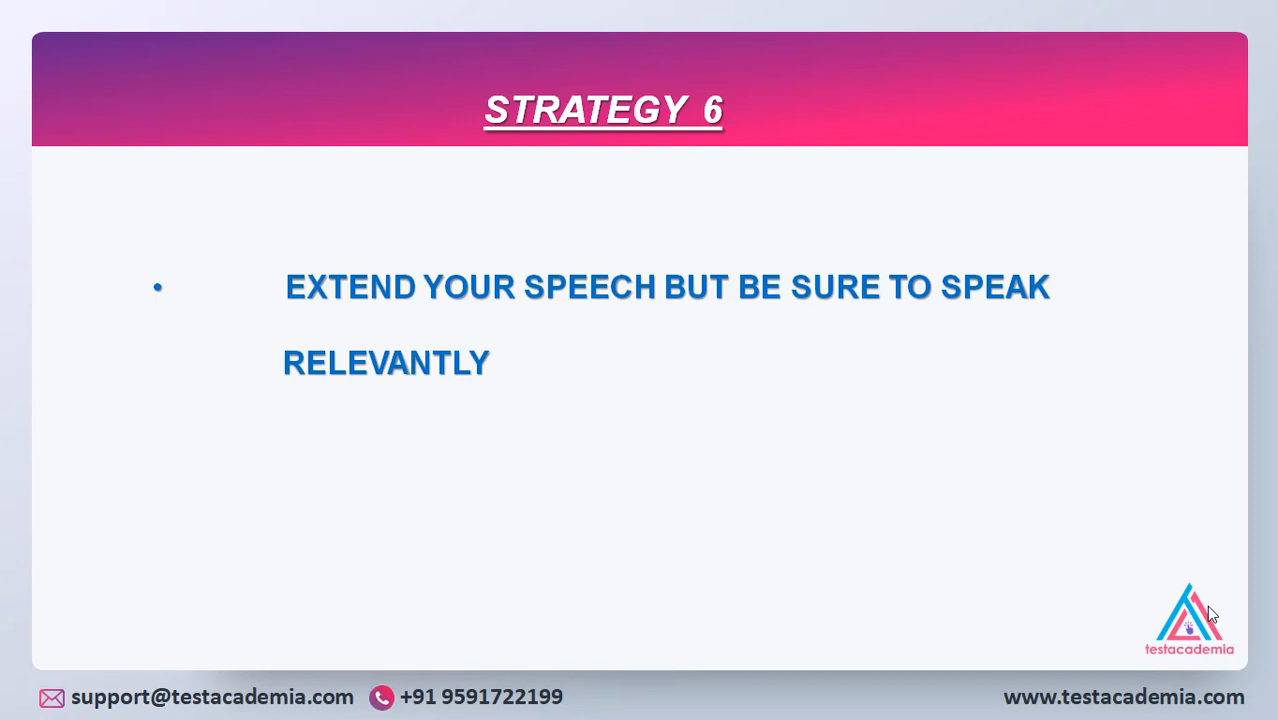 STRATEGY 6
• EXTEND YOUR SPEECH BUT BE SURE TO SPEAK
RELEVANTLY
testacademia
support@testacademia.com +91 9591722199 www.testacademia.com